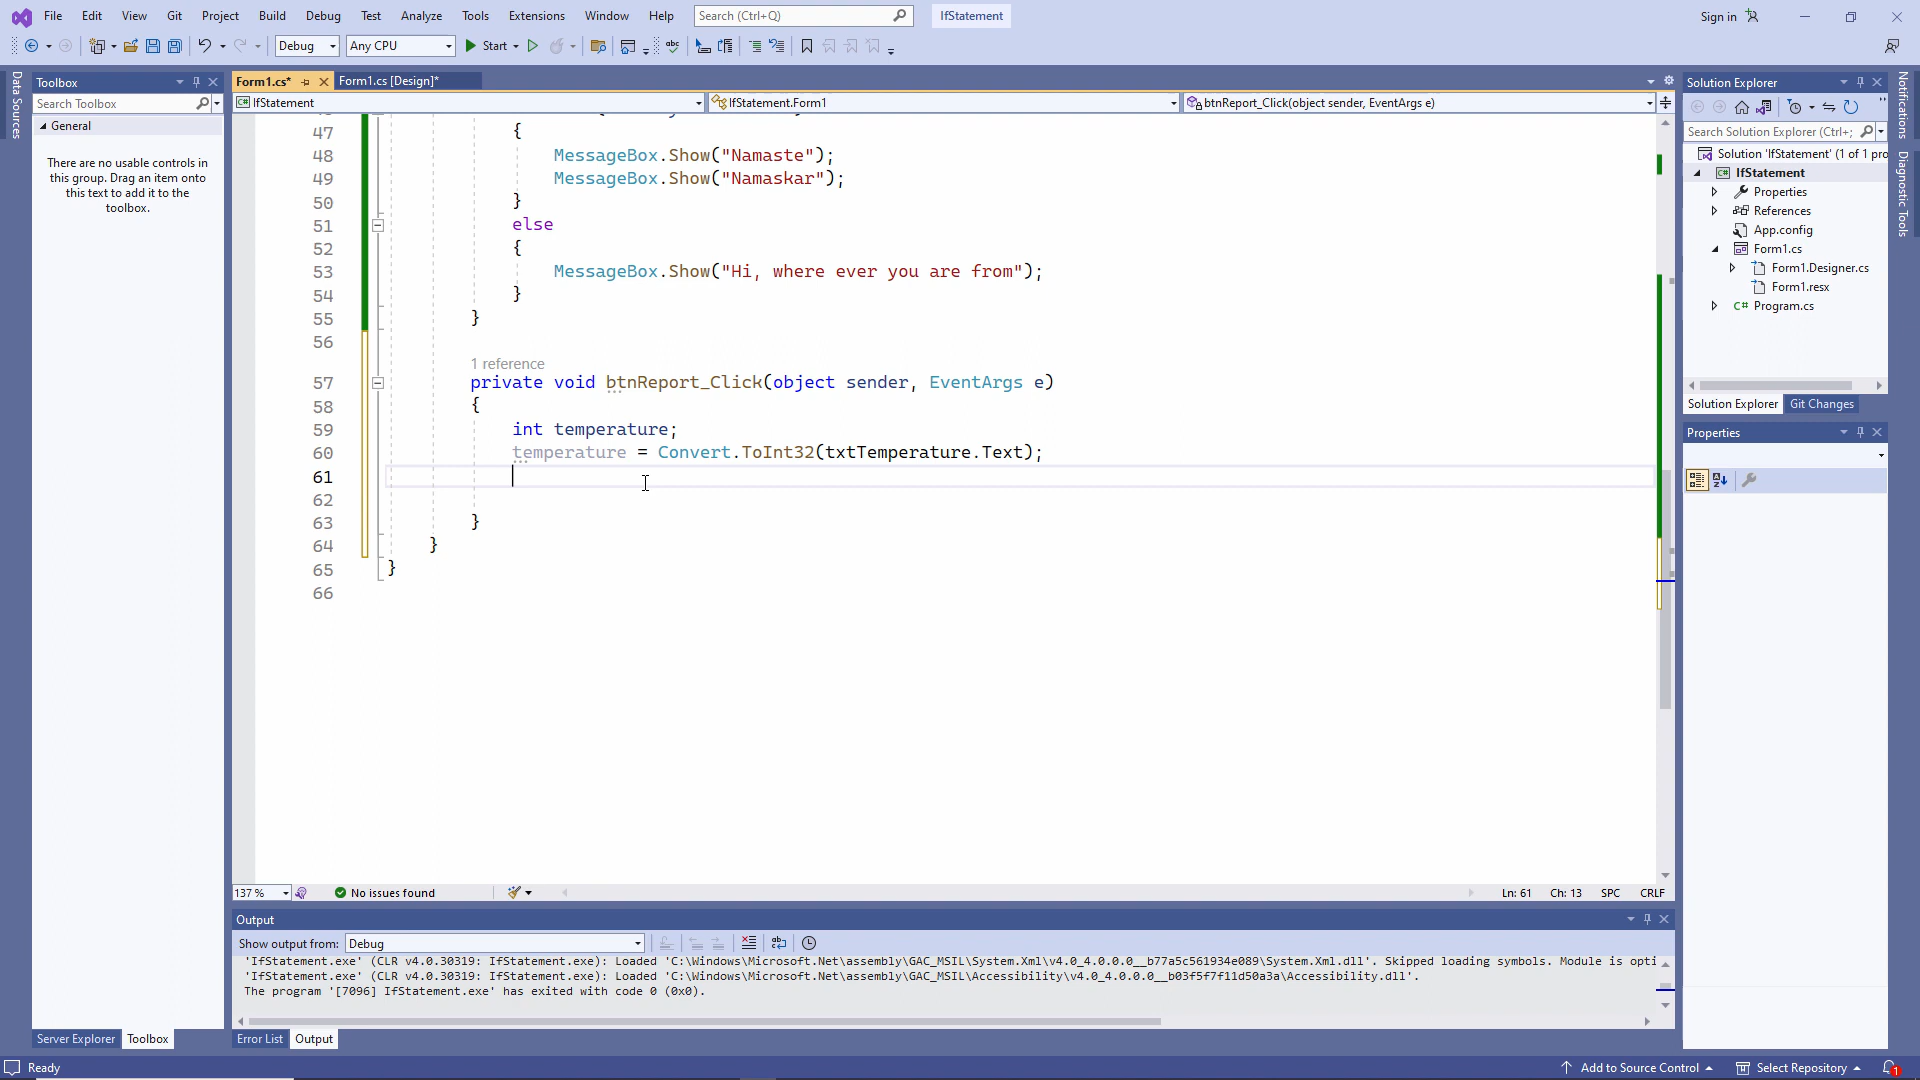 File Edit View Git Project Build Debug Test Analyze Tools Extensions Window Help Search (Ctrl+Q) IfStatement Sign in
Debug Any CPU Start
Data Sources
Toolbox
Search Toolbox
General
There are no usable controls in
this group. Drag an item onto
this text to add it to the
toolbox.
Server Explorer Toolbox
Form1.cs* Form1.cs [Design]*
IfStatement IfStatement.Form1 btnReport_Click(object sender, EventArgs e)
47 {
48 MessageBox.Show("Namaste");
49 MessageBox.Show("Namaskar");
50 }
51 else
52 {
53 MessageBox.Show("Hi, where ever you are from");
54 }
55 }
56
1 reference
57 private void btnReport_Click(object sender, EventArgs e)
58 {
59 int temperature;
60 temperature = Convert.ToInt32(txtTemperature.Text);
61
62
63 }
64 }
65 }
66
137 % No issues found Ln: 61 Ch: 13 SPC CRLF
Output
Show output from: Debug
'IfStatement.exe' (CLR v4.0.30319: IfStatement.exe): Loaded 'C:\Windows\Microsoft.Net\assembly\GAC_MSIL\System.Xml\v4.0_4.0.0.0__b77a5c561934e089\System.Xml.dll'. Skipped loading symbols. Module is opti
'IfStatement.exe' (CLR v4.0.30319: IfStatement.exe): Loaded 'C:\Windows\Microsoft.Net\assembly\GAC_MSIL\Accessibility\v4.0_4.0.0.0__b03f5f7f11d50a3a\Accessibility.dll'.
The program '[7096] IfStatement.exe' has exited with code 0 (0x0).
Error List Output
Solution Explorer
Search Solution Explorer (Ctrl+;
Solution 'IfStatement' (1 of 1 pro
IfStatement
Properties
References
App.config
Form1.cs
Form1.Designer.cs
Form1.resx
Program.cs
Solution Explorer Git Changes
Properties
Notifications
Diagnostic Tools
Ready Add to Source Control Select Repository 1